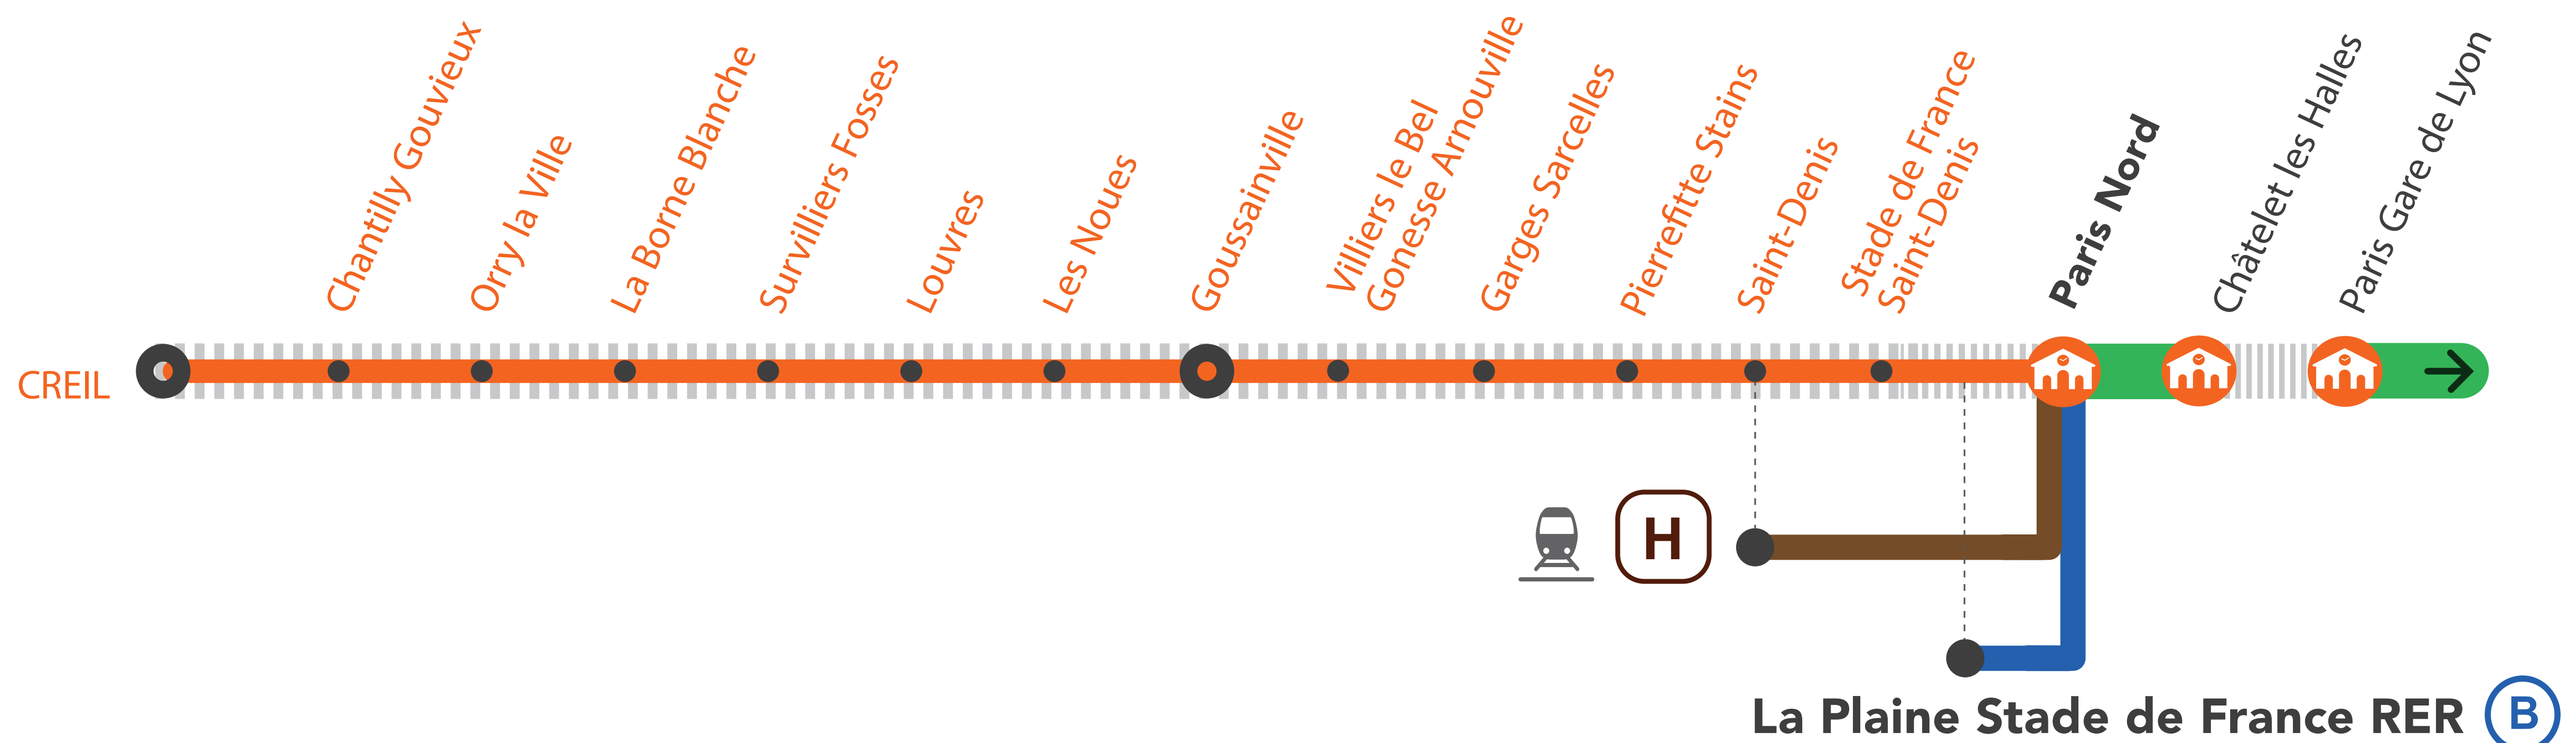 CREIL
Chantilly Gouvieux
Orry la Ville
La Borne Blanche
Survilliers Fosses
Louvres
Les Noues
Goussainville
Villiers le Bel
Gonesse Arnouville
Garges Sarcelles
Pierrefitte Stains
Saint-Denis
Stade de France
Saint-Denis
Paris Nord
Châtelet les Halles
Paris Gare de Lyon
H
La Plaine Stade de France RER B